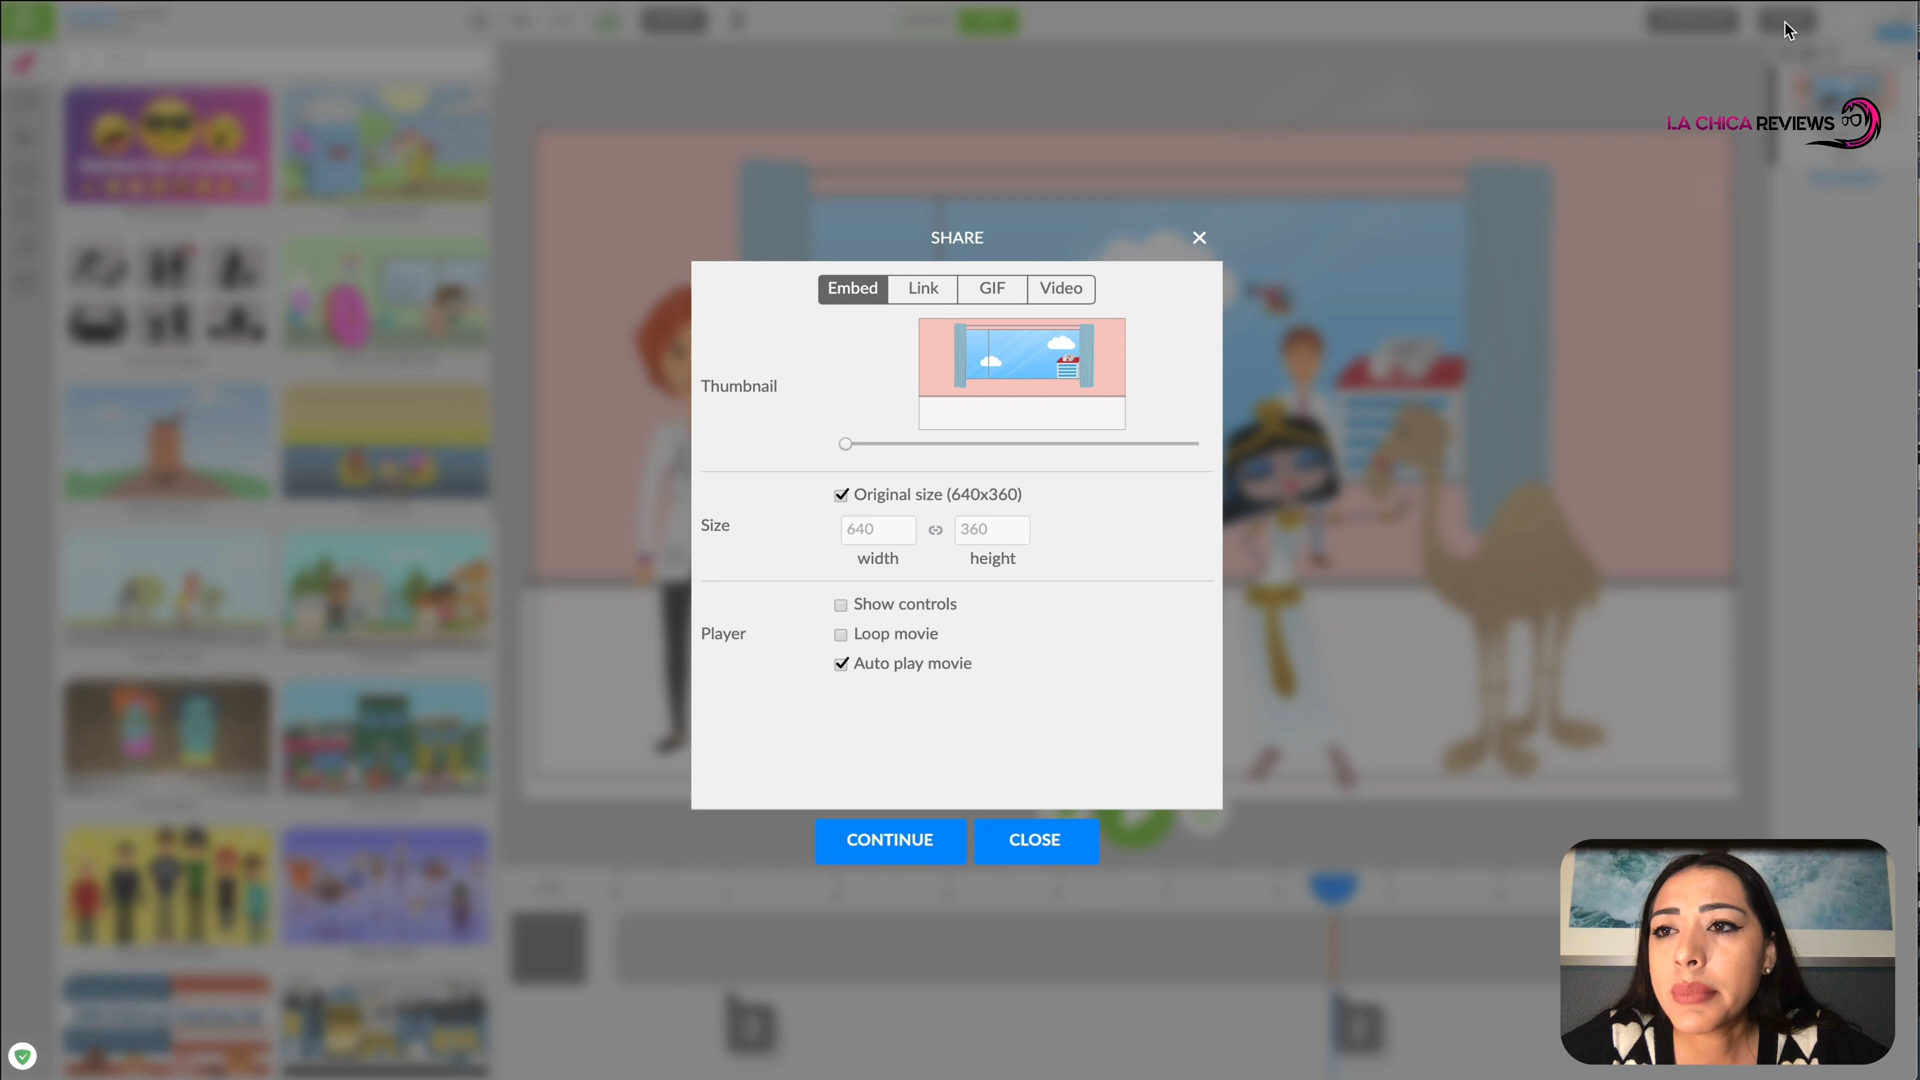 LA CHICA REVIEWS
SHARE
Embed Link GIF Video
Thumbnail
Original size (640x360)
Size
640 360
width height
Show controls
Player
Loop movie
Auto play movie
CONTINUE CLOSE